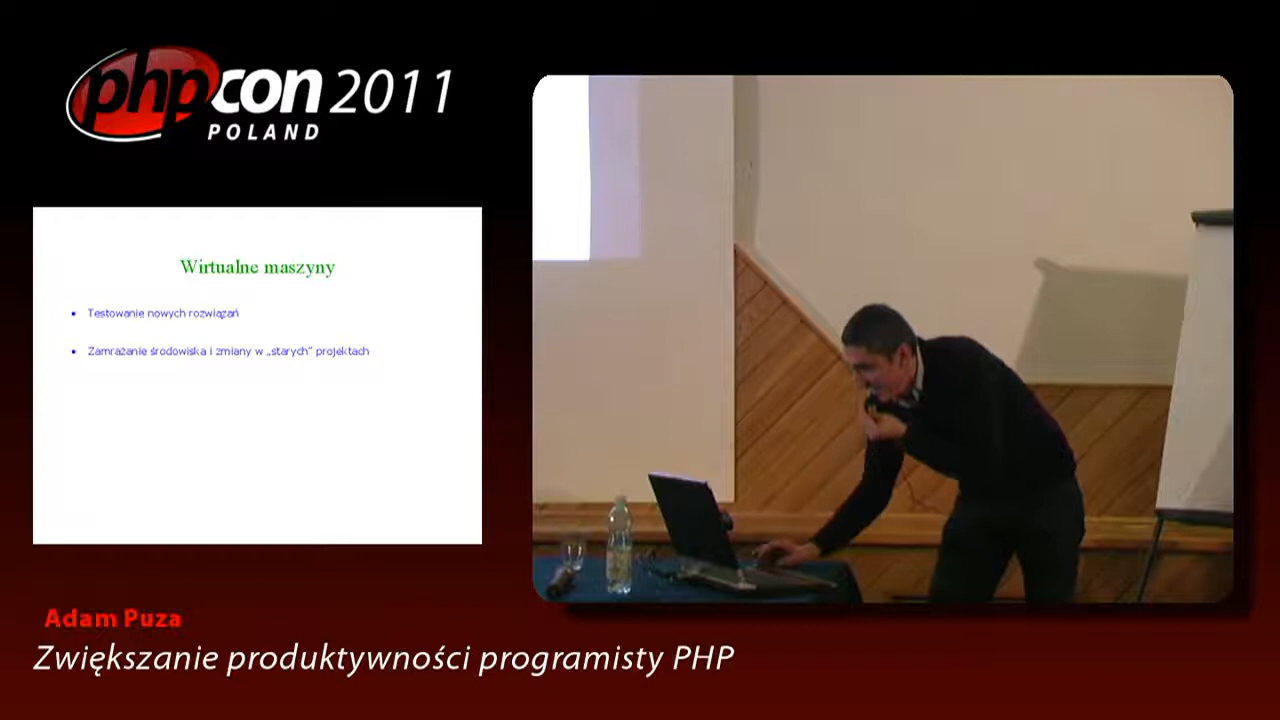 phpcon 2011
POLAND
Wirtualne maszyny
• Testowanie nowych rozwiązań
• Zamrażanie środowiska i zmiany w „starych” projektach
Adam Puza
Zwiększanie produktywności programisty PHP